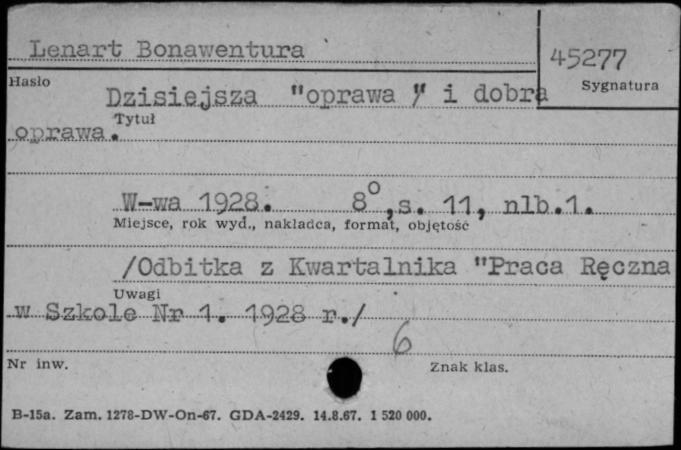 Lenart Bonawentura
45277
Hasło
Sygnatura
Dzisiejsza "oprawa" i dobra
Tytuł
oprawa.
W-wa 1928. 8°, s. 11, nlb.1.
Miejsce, rok wyd., nakładca, format, objętość
/Odbitka z Kwartalnika "Praca Ręczna
Uwagi
w Szkole Nr 1. 1928 r./
6
Nr inw.
Znak klas.
B-15a. Zam. 1278-DW-On-67. GDA-2429. 14.8.67. 1 520 000.